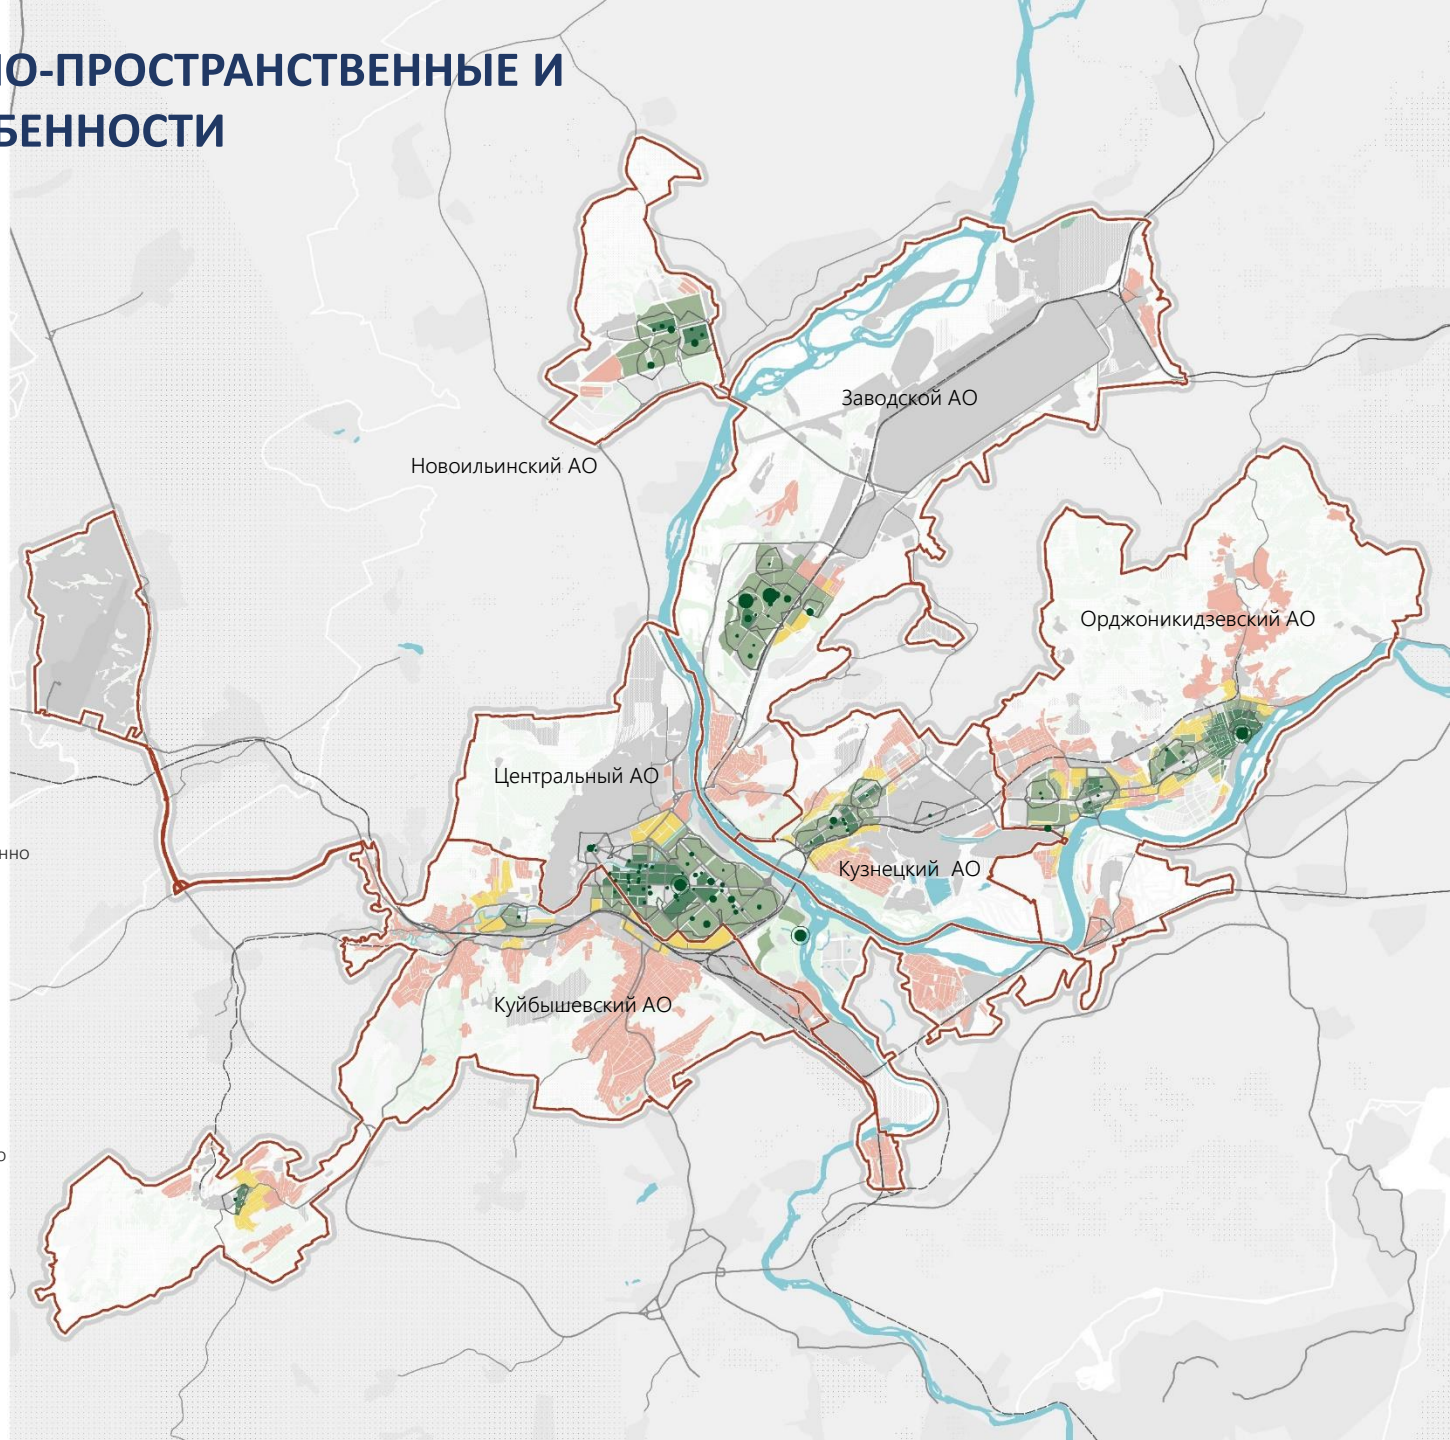 О-ПРОСТРАНСТВЕННЫЕ И
БЕННОСТИ
Заводской АО
Новоильинский АО
Орджоникидзевский АО
Центральный АО
нно
Кузнецкий АО
Куйбышевский АО
о